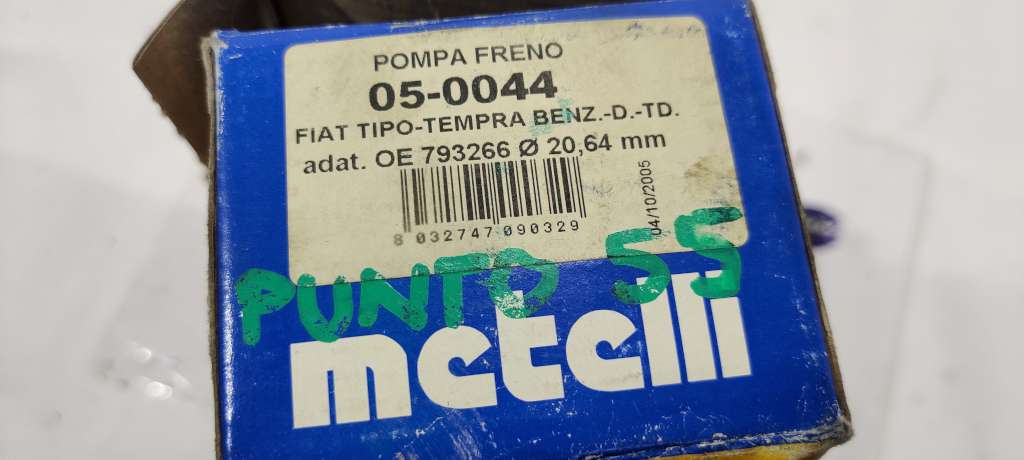 POMPA FRENO
05-0044
FIAT TIPO-TEMPRA BENZ.-D.-TD.
adat. OE 793266 Ø 20,64 mm
04/10/2005
8 032747 090329
PUNTO 55
metelli